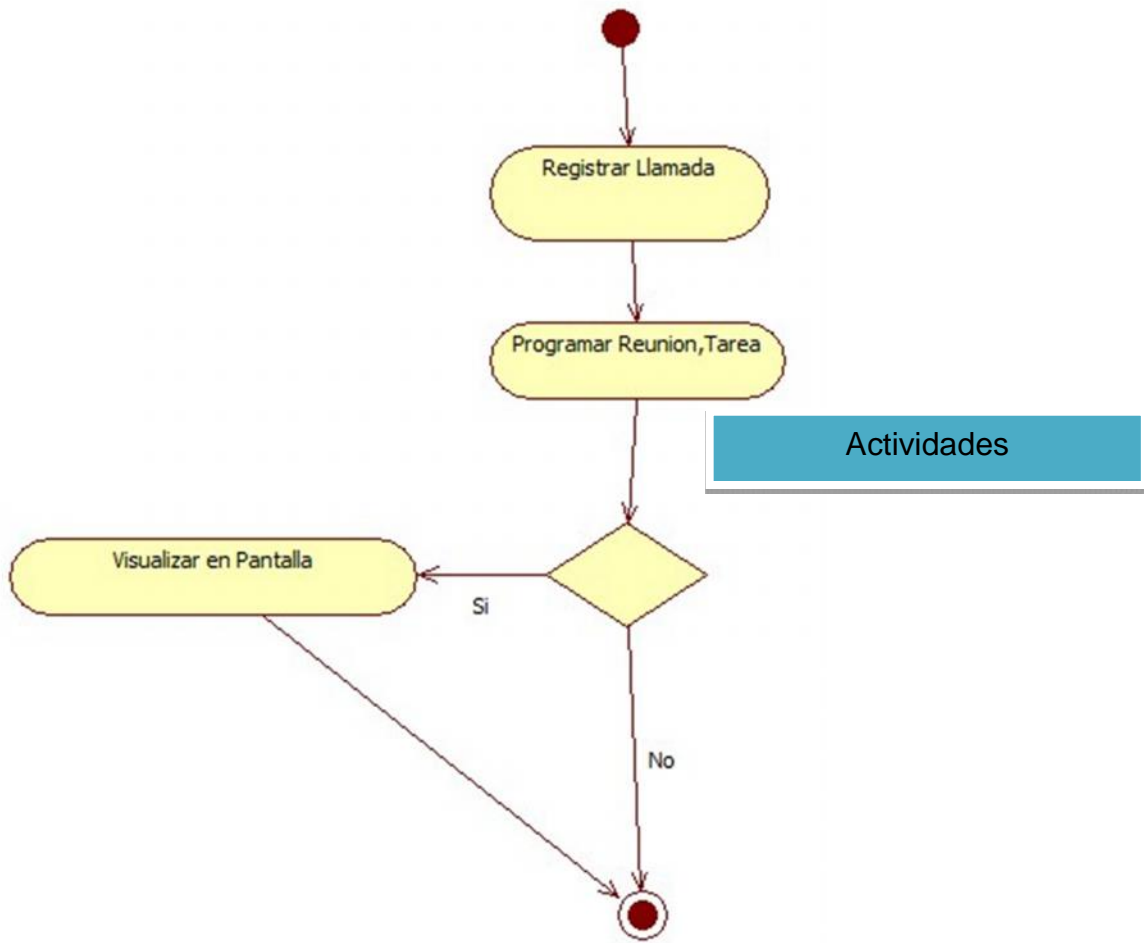 Registrar Llamada
Programar Reunion,Tarea
Actividades
Visualizar en Pantalla
Si
No